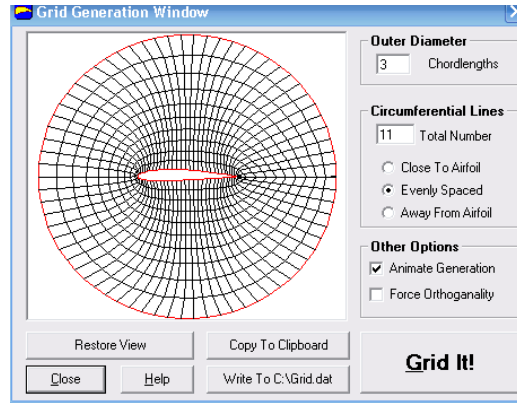 Grid Generation Window
Outer Diameter
3 Chordlengths
Circumferential Lines
11 Total Number
Close To Airfoil
Evenly Spaced
Away From Airfoil
Other Options
Animate Generation
Force Orthoganality
Restore View
Copy To Clipboard
Grid It!
Close
Help
Write To C:\Grid.dat